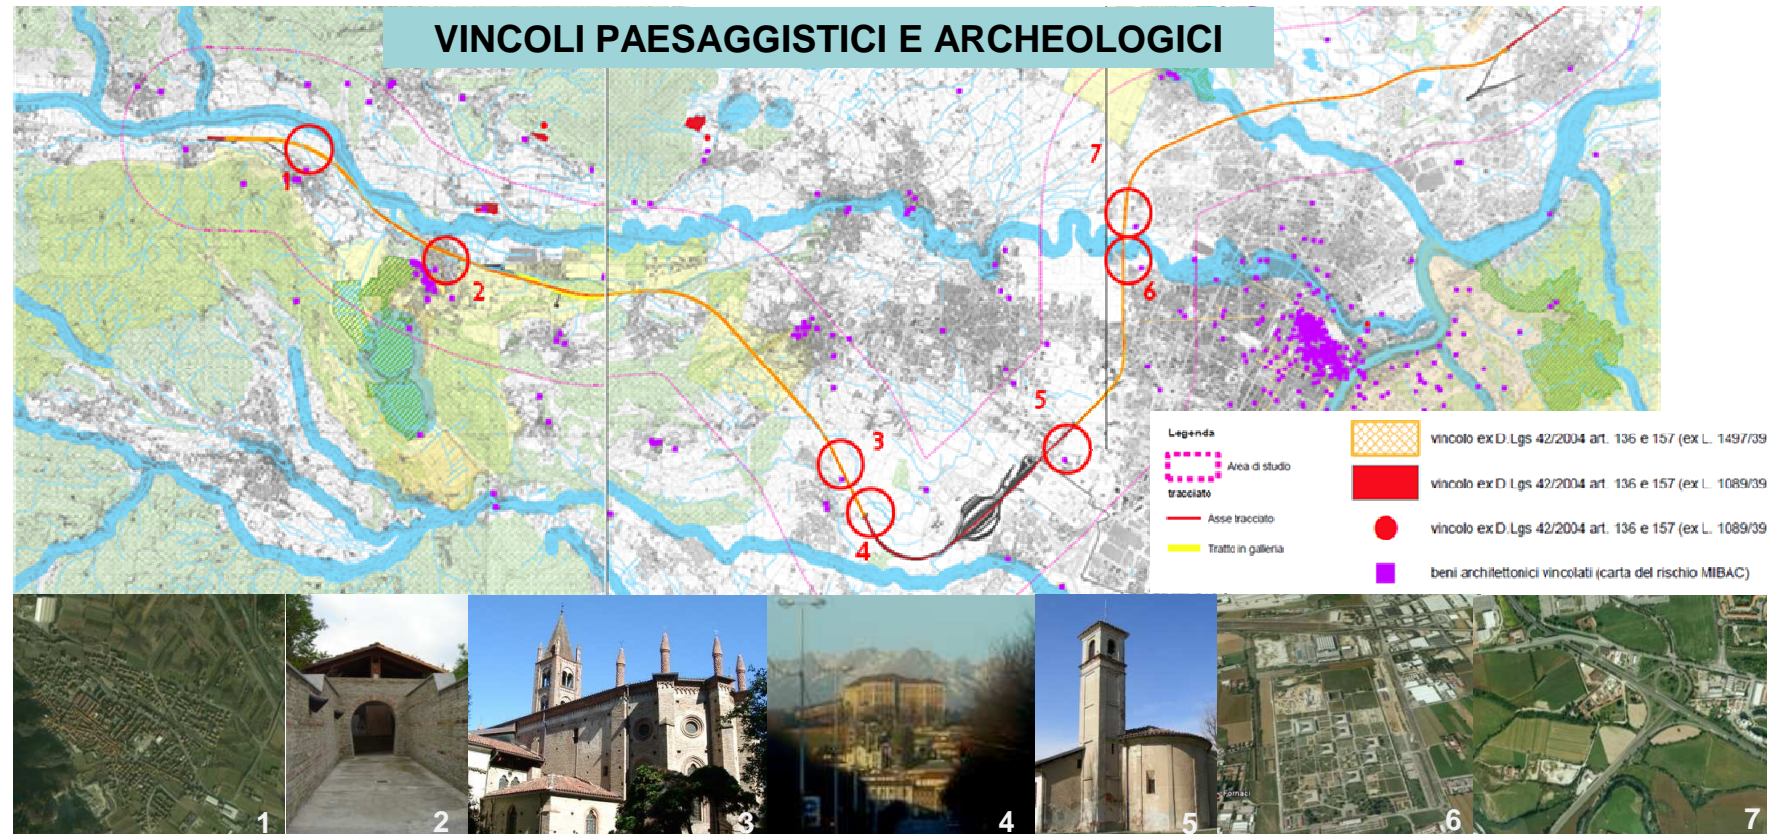 VINCOLI PAESAGGISTICI E ARCHEOLOGICI
1
2
3
4
5
6
7
Legenda
Area di studio
tracciato
Asse tracciato
Tratto in galleria
vincolo ex D.Lgs 42/2004 art. 136 e 157 (ex L. 1497/39
vincolo ex D.Lgs 42/2004 art. 136 e 157 (ex L. 1089/39
vincolo ex D.Lgs 42/2004 art. 136 e 157 (ex L. 1089/39
beni architettonici vincolati (carta del rischio MIBAC)
Fornaci
1
2
3
4
5
6
7